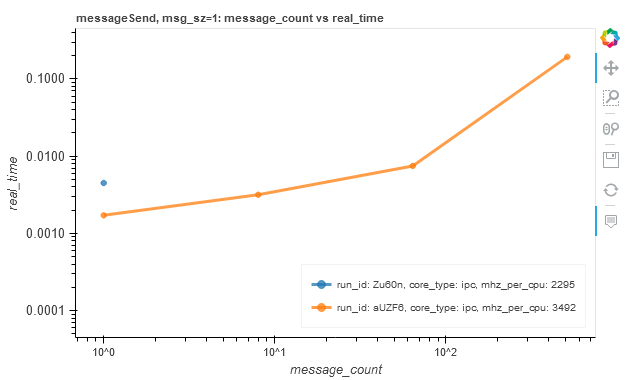 messageSend, msg_sz=1: message_count vs real_time
0.1000
0.0100
0.0010
0.0001
real_time
10^0
10^1
10^2
message_count
run_id: Zu60n, core_type: ipc, mhz_per_cpu: 2295
run_id: aUZF6, core_type: ipc, mhz_per_cpu: 3492